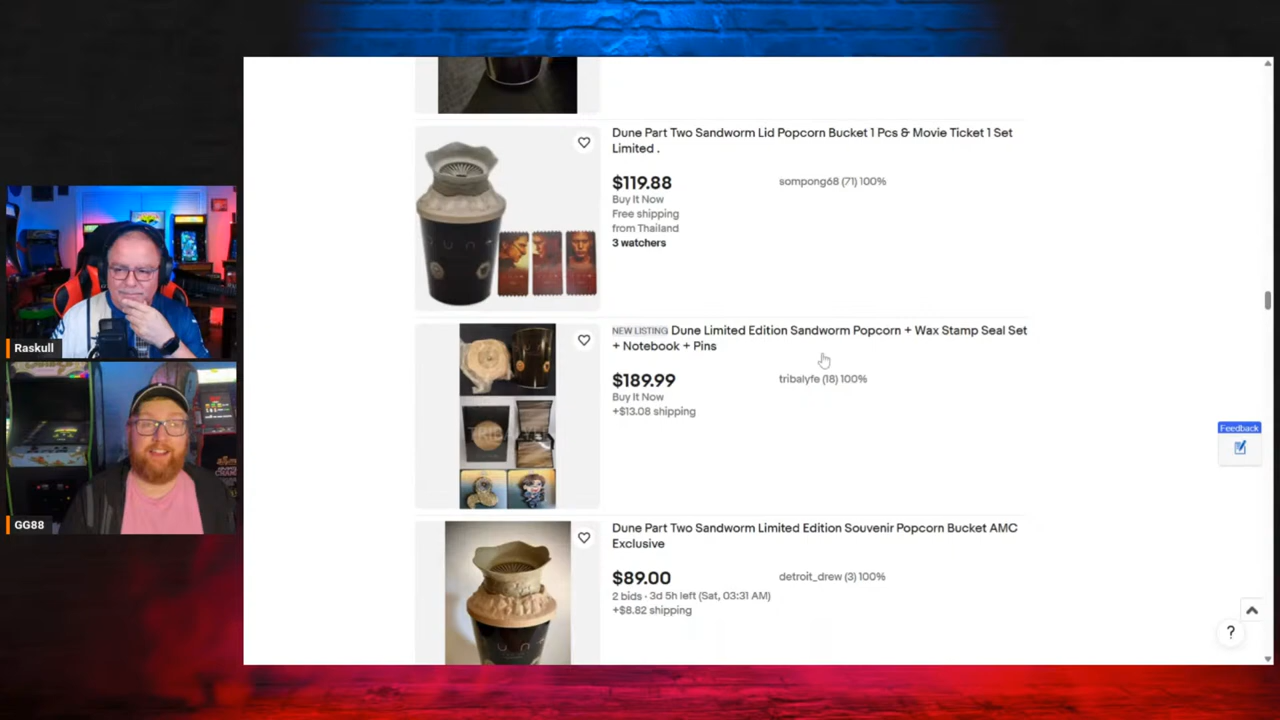 Dune Part Two Sandworm Lid Popcorn Bucket 1 Pcs & Movie Ticket 1 Set
Limited .
$119.88
sompong68 (71) 100%
Buy It Now
Free shipping
from Thailand
3 watchers
NEW LISTING Dune Limited Edition Sandworm Popcorn + Wax Stamp Seal Set
+ Notebook + Pins
$189.99
tribalyfe (18) 100%
Buy It Now
+$13.08 shipping
Dune Part Two Sandworm Limited Edition Souvenir Popcorn Bucket AMC
Exclusive
$89.00
detroit_drew (3) 100%
2 bids · 3d 5h left (Sat, 03:31 AM)
+$8.82 shipping
Feedback
?
Raskull
GG88